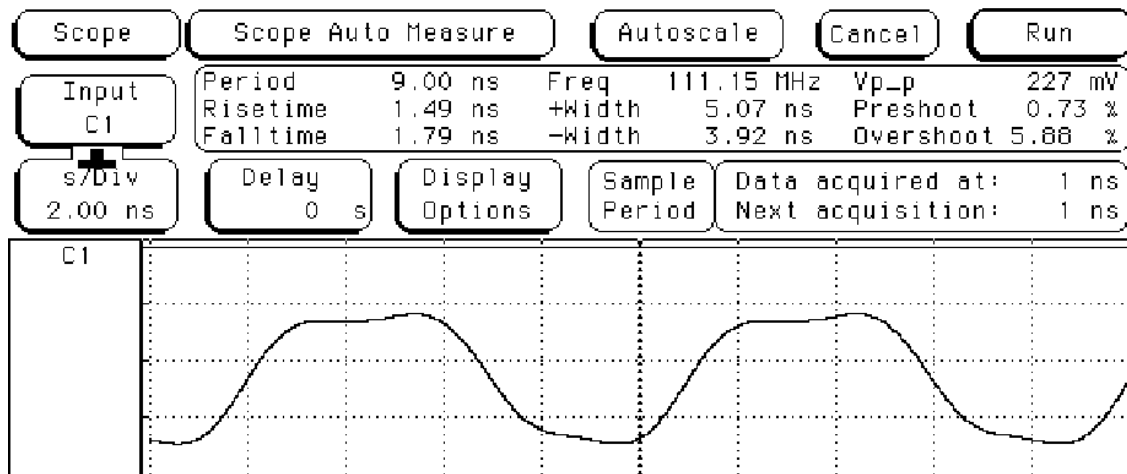 Scope Scope Auto Measure Autoscale Cancel Run
Input
C1
Period 9.00 ns Freq 111.15 MHz Vp_p 227 mV
Risetime 1.49 ns +Width 5.07 ns Preshoot 0.73 %
Falltime 1.79 ns -Width 3.92 ns Overshoot 5.88 %
s/Div
2.00 ns
Delay
0 s
Display
Options
Sample
Period
Data acquired at: 1 ns
Next acquisition: 1 ns
C1